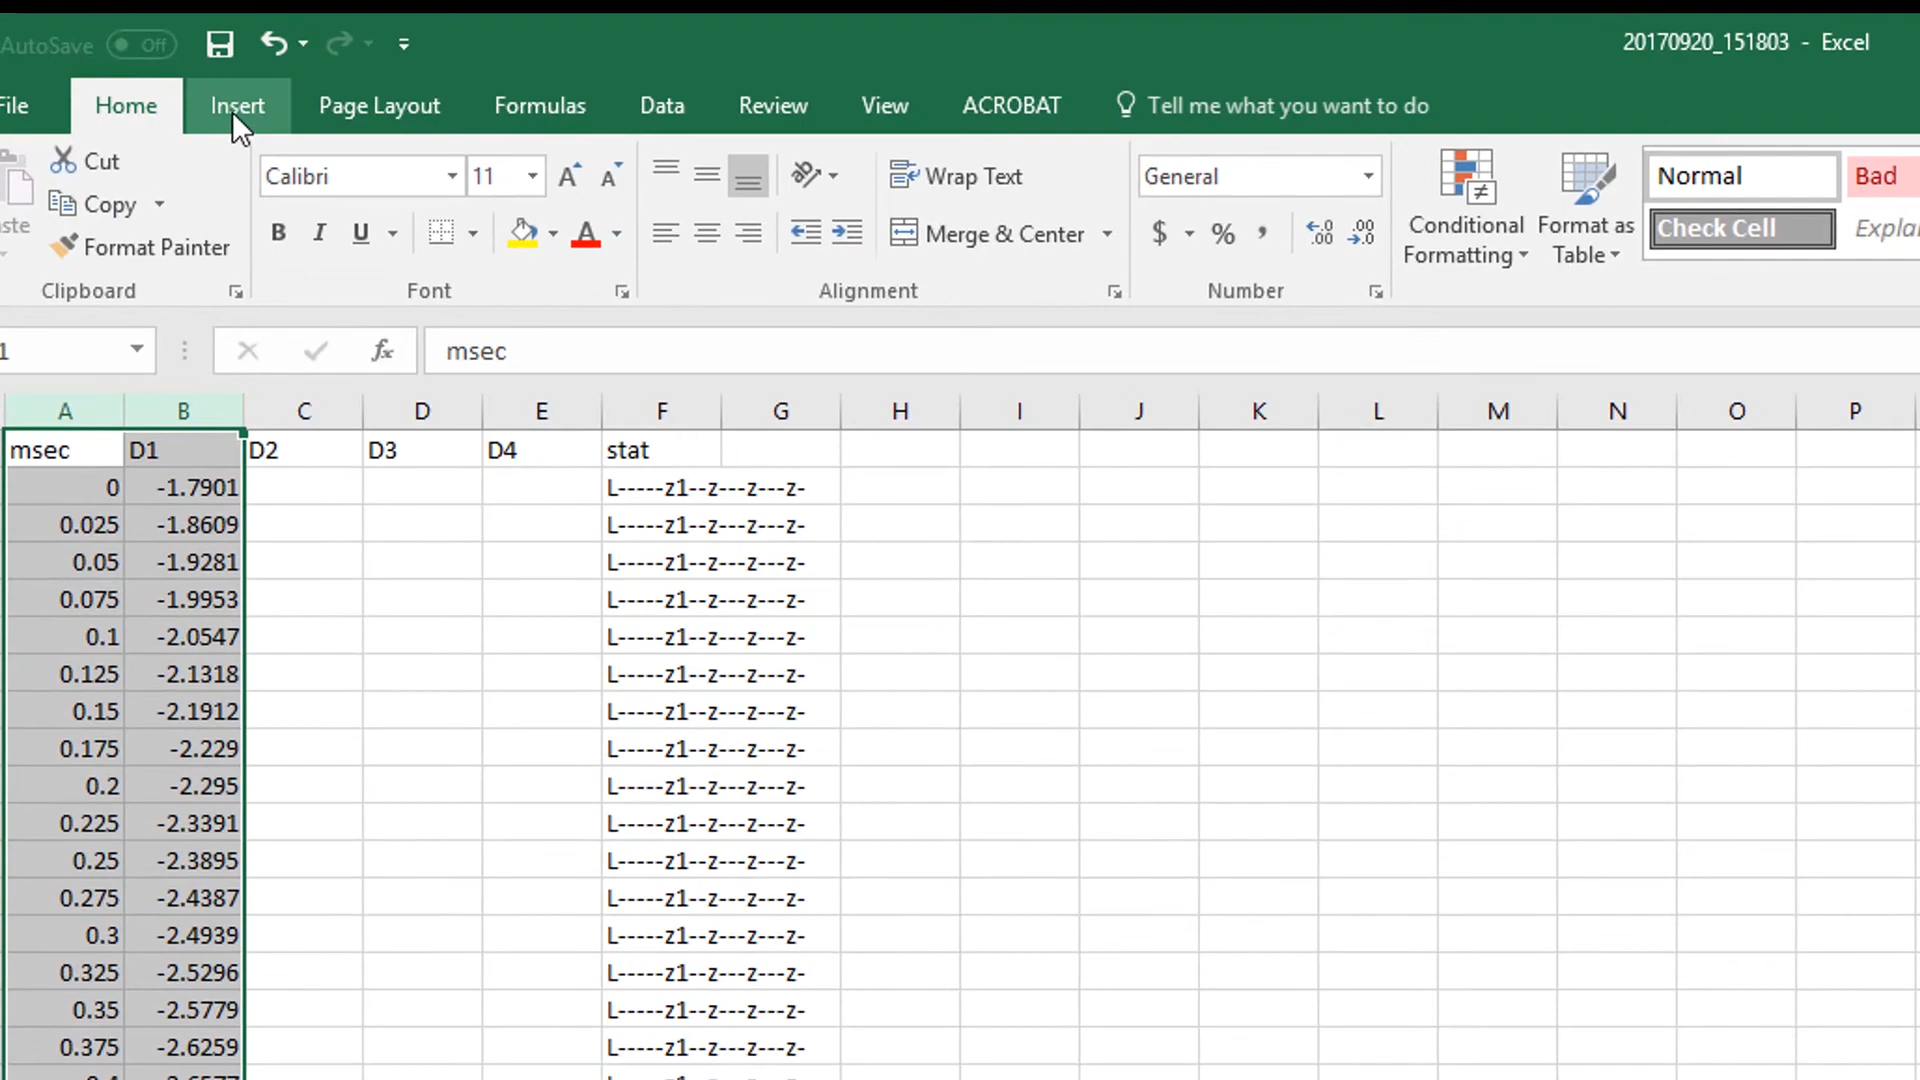 AutoSave Off
20170920_151803 - Excel
File Home Insert Page Layout Formulas Data Review View ACROBAT Tell me what you want to do
Cut
Copy
Format Painter
Clipboard
Calibri 11
B I U
Font
Wrap Text
Merge & Center
Alignment
General
$ % ,
Number
Conditional Formatting
Format as Table
Normal Bad
Check Cell
1 fx msec
A B C D E F G H I J K L M N O P
msec D1 D2 D3 D4 stat
0 -1.7901 L-----z1--z---z---z-
0.025 -1.8609 L-----z1--z---z---z-
0.05 -1.9281 L-----z1--z---z---z-
0.075 -1.9953 L-----z1--z---z---z-
0.1 -2.0547 L-----z1--z---z---z-
0.125 -2.1318 L-----z1--z---z---z-
0.15 -2.1912 L-----z1--z---z---z-
0.175 -2.229 L-----z1--z---z---z-
0.2 -2.295 L-----z1--z---z---z-
0.225 -2.3391 L-----z1--z---z---z-
0.25 -2.3895 L-----z1--z---z---z-
0.275 -2.4387 L-----z1--z---z---z-
0.3 -2.4939 L-----z1--z---z---z-
0.325 -2.5296 L-----z1--z---z---z-
0.35 -2.5779 L-----z1--z---z---z-
0.375 -2.6259 L-----z1--z---z---z-